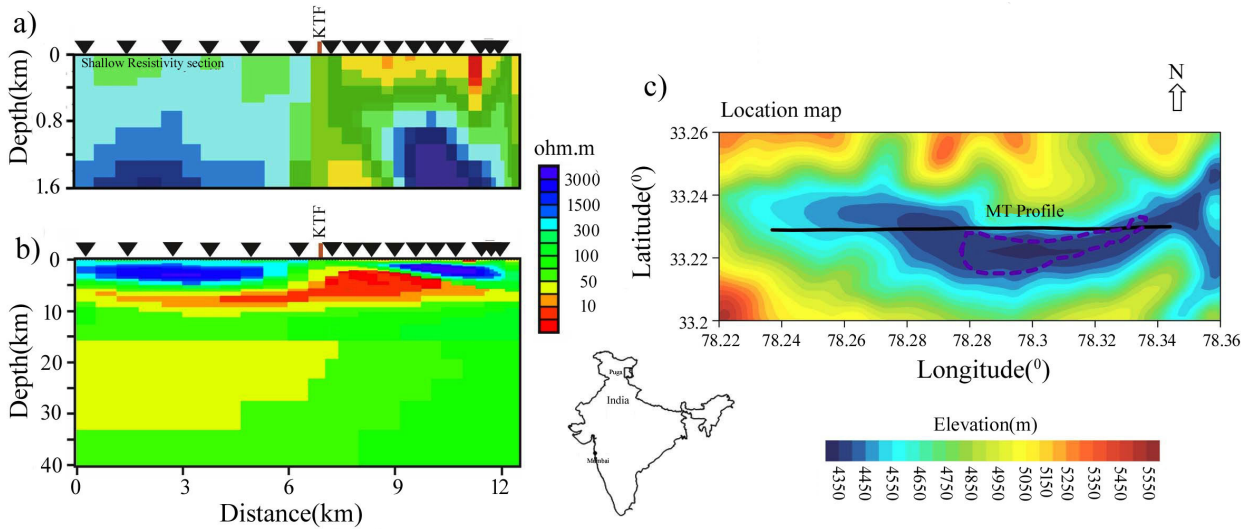 a)
KTF
Depth(km)
0
0.8
1.6
Shallow Resistivity section
b)
KTF
Depth(km)
0
10
20
30
40
0 3 6 9 12
Distance(km)
ohm.m
3000
1500
300
100
50
10
Puga
India
Mumbai
c)
N
Location map
Latitude(⁰)
33.26
33.24
33.22
33.2
MT Profile
78.22 78.24 78.26 78.28 78.3 78.32 78.34 78.36
Longitude(⁰)
Elevation(m)
4350 4450 4550 4650 4750 4850 4950 5050 5150 5250 5350 5450 5550